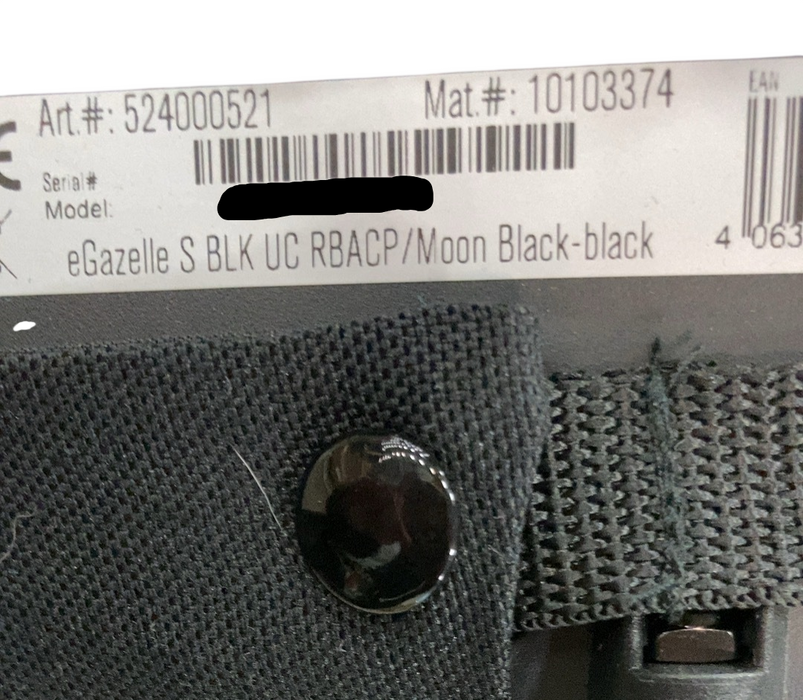 Art.#: 524000521 Mat.#: 10103374 EAN
Serial#
Model:
eGazelle S BLK UC RBACP/Moon Black-black
4 063